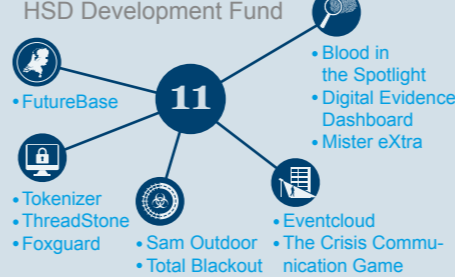 HSD Development Fund
• Blood in
the Spotlight
• Digital Evidence
Dashboard
• Mister eXtra
• FutureBase
11
• Tokenizer
• ThreadStone
• Foxguard
• Sam Outdoor
• Total Blackout
• Eventcloud
• The Crisis Commu-
nication Game